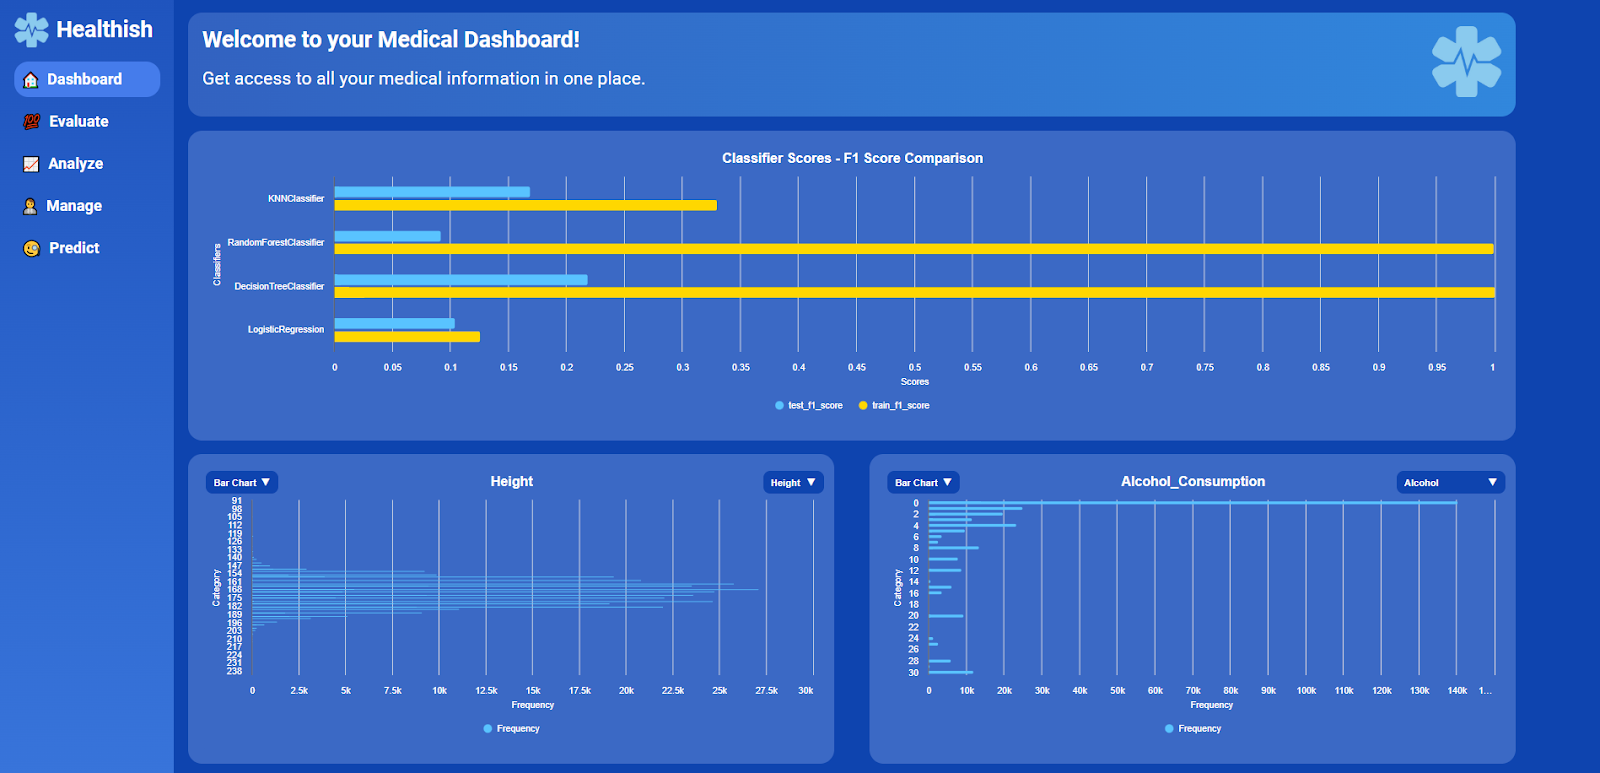 Healthish
Dashboard
Evaluate
Analyze
Manage
Predict
Welcome to your Medical Dashboard!
Get access to all your medical information in one place.
Classifier Scores - F1 Score Comparison
Classifiers
KNNClassifier
RandomForestClassifier
DecisionTreeClassifier
LogisticRegression
0 0.05 0.1 0.15 0.2 0.25 0.3 0.35 0.4 0.45 0.5 0.55 0.6 0.65 0.7 0.75 0.8 0.85 0.9 0.95 1
Scores
test_f1_score train_f1_score
Bar Chart ▼ Height Height ▼
Category
91
98
105
112
119
126
133
140
147
154
161
168
175
182
189
196
203
210
217
224
231
238
0 2.5k 5k 7.5k 10k 12.5k 15k 17.5k 20k 22.5k 25k 27.5k 30k
Frequency
Frequency
Bar Chart ▼ Alcohol_Consumption Alcohol ▼
Category
0
2
4
6
8
10
12
14
16
18
20
22
24
26
28
30
0 10k 20k 30k 40k 50k 60k 70k 80k 90k 100k 110k 120k 130k 140k 1...
Frequency
Frequency